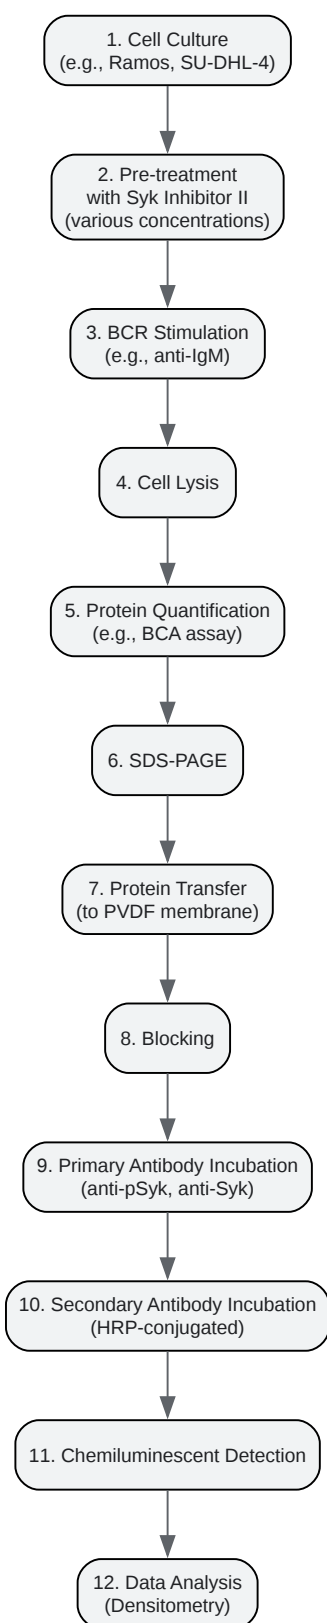 1. Cell Culture
(e.g., Ramos, SU-DHL-4)
2. Pre-treatment
with Syk Inhibitor II
(various concentrations)
3. BCR Stimulation
(e.g., anti-IgM)
4. Cell Lysis
5. Protein Quantification
(e.g., BCA assay)
6. SDS-PAGE
7. Protein Transfer
(to PVDF membrane)
8. Blocking
9. Primary Antibody Incubation
(anti-pSyk, anti-Syk)
10. Secondary Antibody Incubation
(HRP-conjugated)
11. Chemiluminescent Detection
12. Data Analysis
(Densitometry)